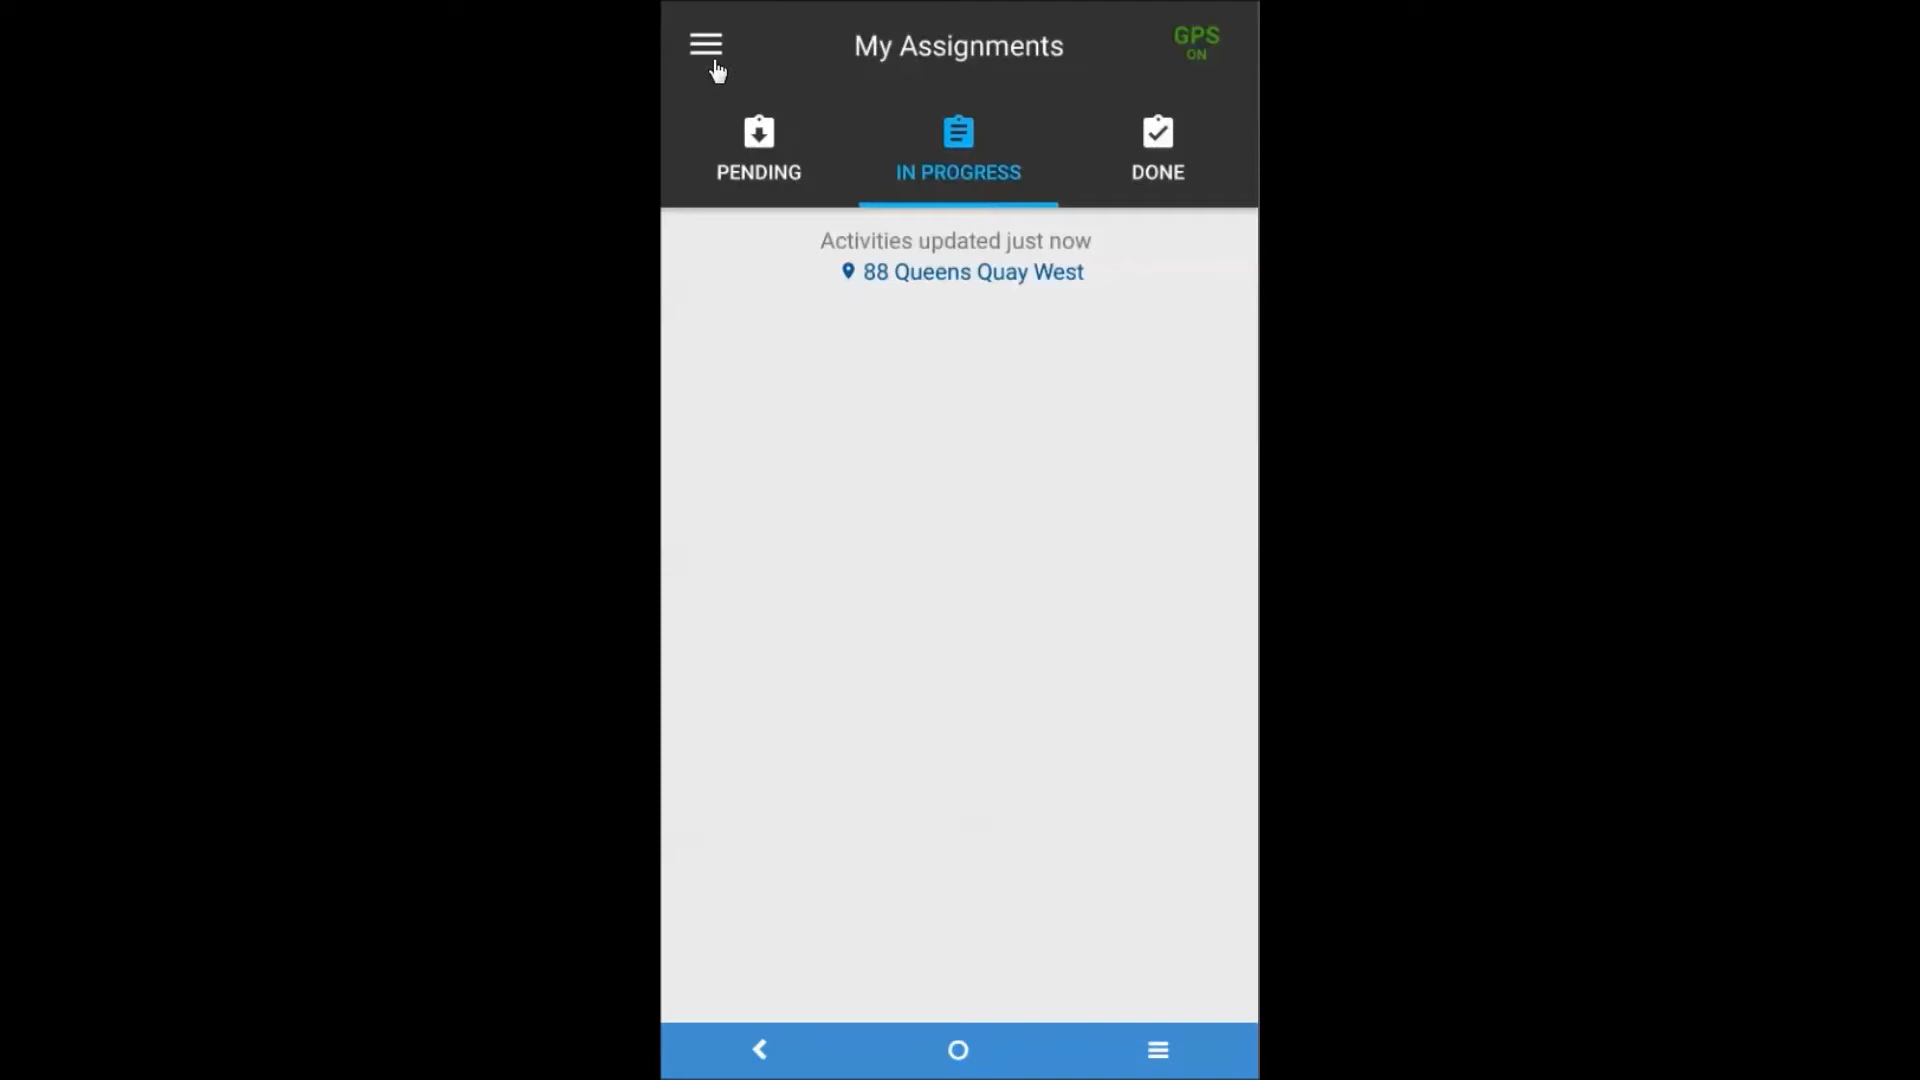 My Assignments
GPS
ON
PENDING
IN PROGRESS
DONE
Activities updated just now
88 Queens Quay West